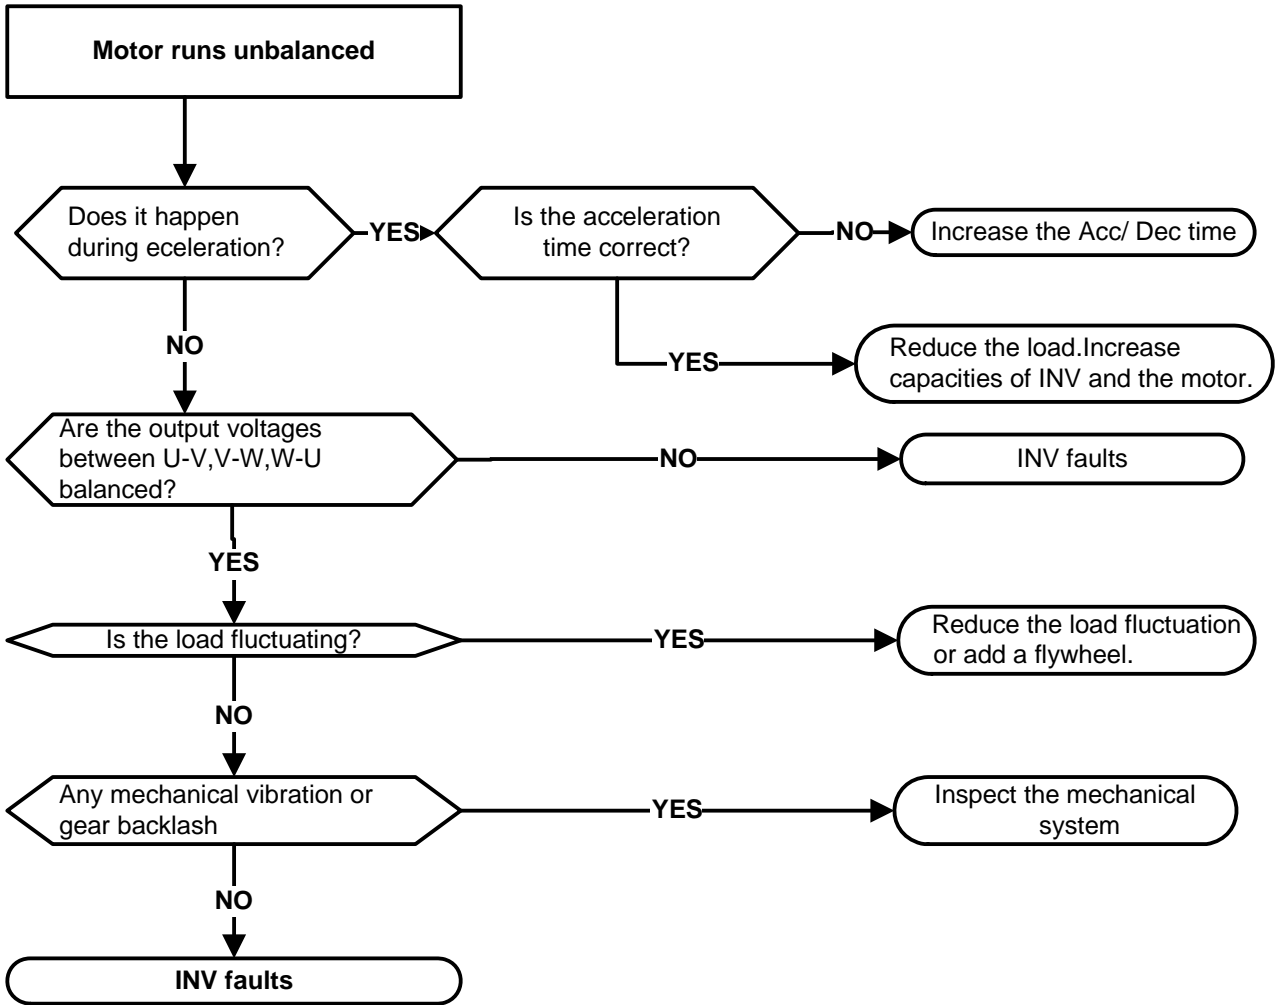 Motor runs unbalanced
Does it happen
during eceleration?
YES
Is the acceleration
time correct?
NO
Increase the Acc/ Dec time
NO
YES
Reduce the load.Increase
capacities of INV and the motor.
Are the output voltages
between U-V,V-W,W-U
balanced?
NO
INV faults
YES
Is the load fluctuating?
YES
Reduce the load fluctuation
or add a flywheel.
NO
Any mechanical vibration or
gear backlash
YES
Inspect the mechanical
system
NO
INV faults